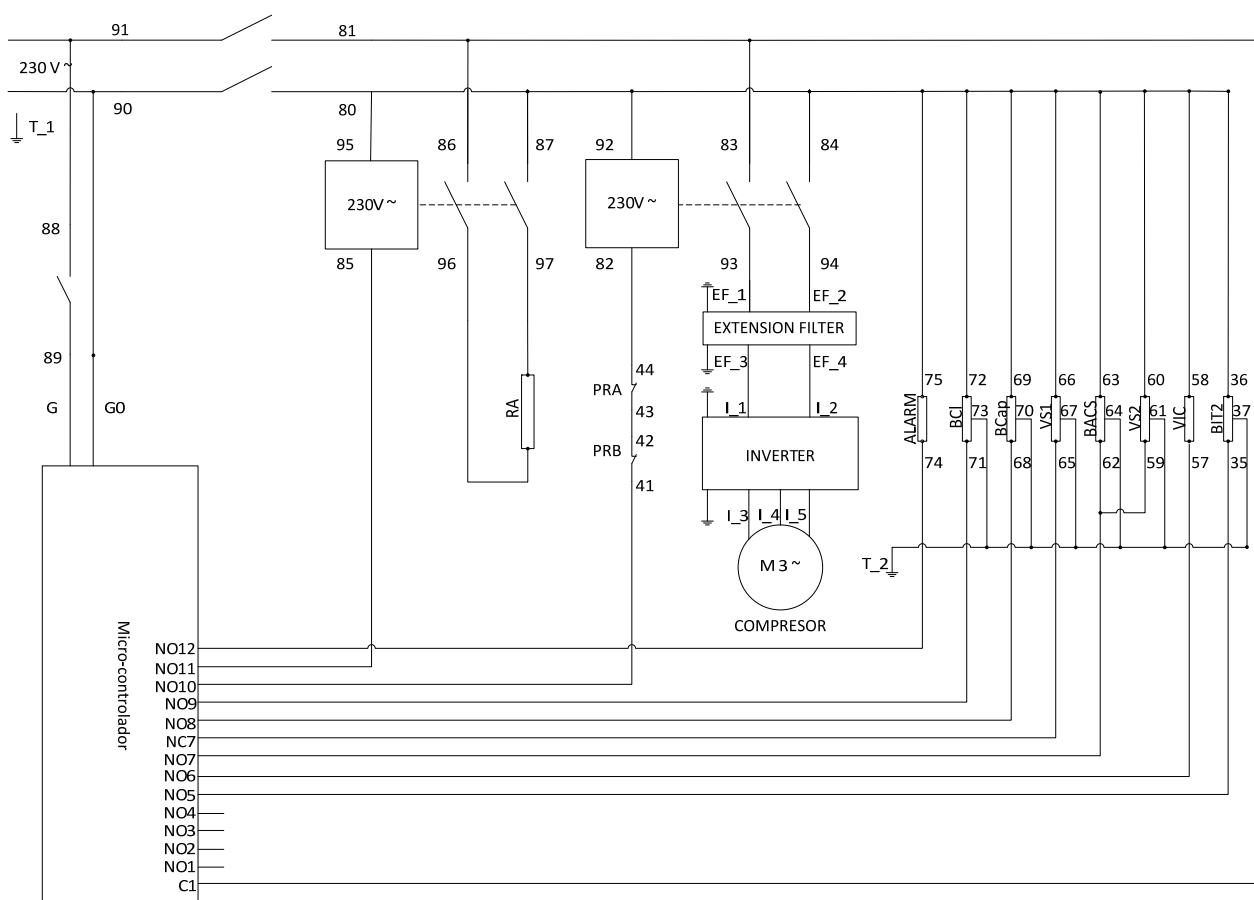 91
81
230 V ~
90
80
T_1
95
86
87
92
83
84
230V ~
230V ~
88
85
96
97
82
93
94
EF_1
EF_2
EXTENSION FILTER
EF_3
EF_4
89
44
PRA
43
42
PRB
41
G
G0
RA
I_1
I_2
INVERTER
I_3
I_4
I_5
M 3 ~
COMPRESOR
75
72
69
66
63
60
58
36
ALARM
BCI
73
BCap
70
VS1
67
BACS
64
VS2
61
VIC
BIT2
37
74
71
68
65
62
59
57
35
T_2
Micro-controlador
NO12
NO11
NO10
NO9
NO8
NC7
NO7
NO6
NO5
NO4
NO3
NO2
NO1
C1